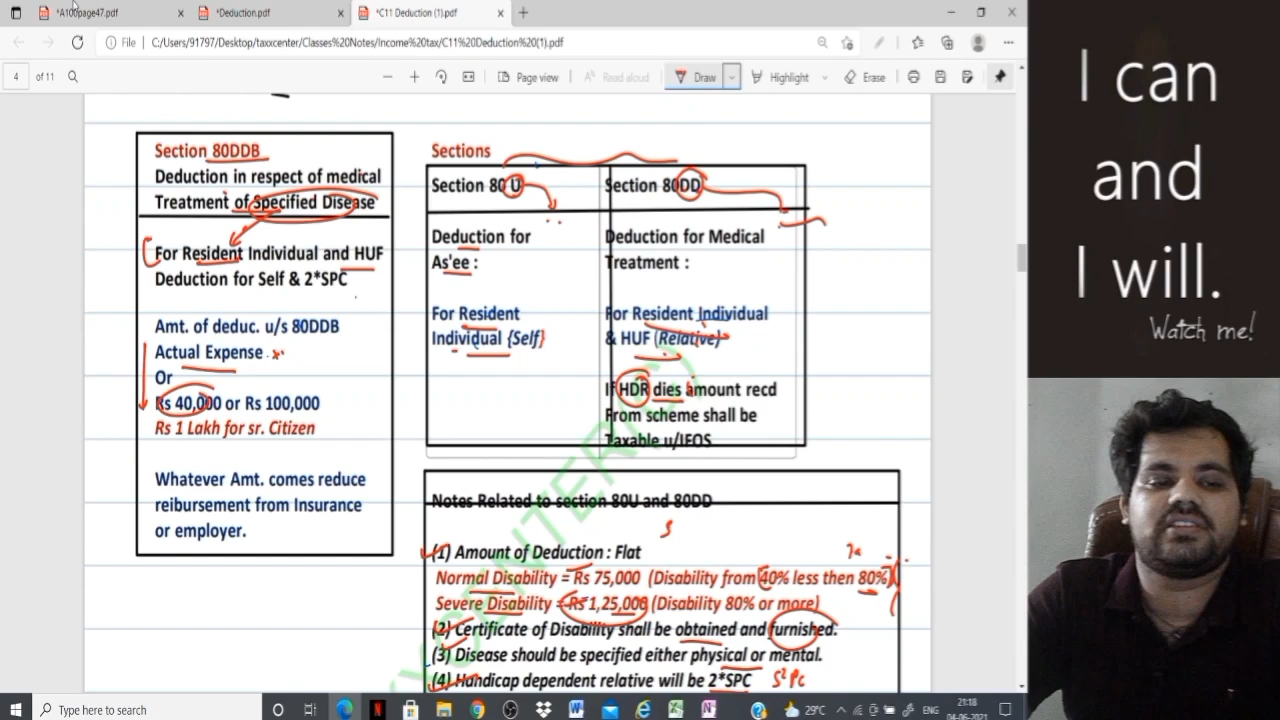 *A100page47.pdf
*Deduction.pdf
*C11 Deduction (1).pdf
File
C:/Users/91797/Desktop/taxxcenter/Classes%20Notes/Income%20tax/C11%20Deduction%20(1).pdf
4 of 11
Page view
Read aloud
Draw
Highlight
Erase
Section 80DDB
Deduction in respect of medical
Treatment of Specified Disease
For Resident Individual and HUF
Deduction for Self & 2*SPC
Amt. of deduc. u/s 80DDB
Actual Expense
Or
Rs 40,000 or Rs 100,000
Rs 1 Lakh for sr. Citizen
Whatever Amt. comes reduce
reibursement from Insurance
or employer.
Sections
Section 80 U
Deduction for
As'ee :
For Resident
Individual {Self}
Section 80DD
Deduction for Medical
Treatment :
For Resident Individual
& HUF (Relative)
If HDR dies amount recd
From scheme shall be
Taxable u/IFOS
Notes Related to section 80U and 80DD
(1) Amount of Deduction : Flat
Normal Disability = Rs 75,000 (Disability from 40% less then 80%)
Severe Disability = Rs 1,25,000 (Disability 80% or more)
(2) Certificate of Disability shall be obtained and furnished.
(3) Disease should be specified either physical or mental.
(4) Handicap dependent relative will be 2*SPC S²PC
I can
and
I will.
Watch me!
Type here to search
29°C
ENG
21:18
04-06-2021